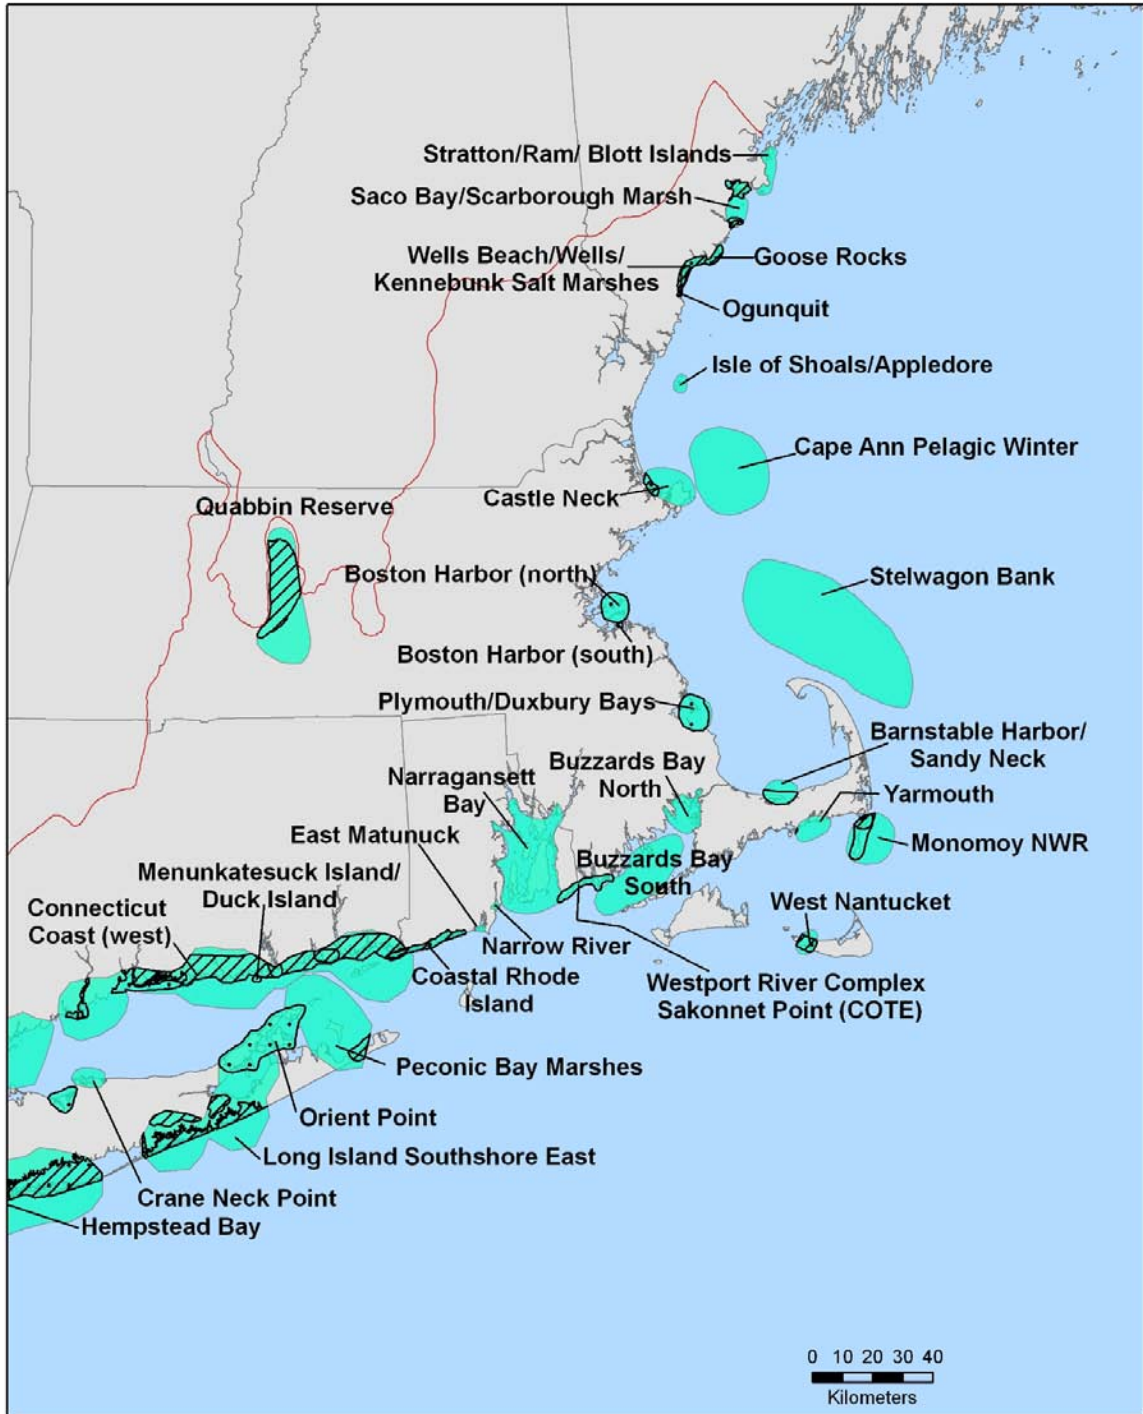 Stratton/Ram/ Blott Islands
Saco Bay/Scarborough Marsh
Wells Beach/Wells/
Kennebunk Salt Marshes
Goose Rocks
Ogunquit
Isle of Shoals/Appledore
Cape Ann Pelagic Winter
Castle Neck
Quabbin Reserve
Boston Harbor (north)
Stelwagon Bank
Boston Harbor (south)
Plymouth/Duxbury Bays
Barnstable Harbor/
Sandy Neck
Buzzards Bay
North
Narragansett
Bay
Yarmouth
East Matunuck
Monomoy NWR
Buzzards Bay
South
Menunkatesuck Island/
Duck Island
West Nantucket
Connecticut
Coast (west)
Narrow River
Coastal Rhode
Island
Westport River Complex
Sakonnet Point (COTE)
Peconic Bay Marshes
Orient Point
Long Island Southshore East
Crane Neck Point
Hempstead Bay
0 10 20 30 40
Kilometers